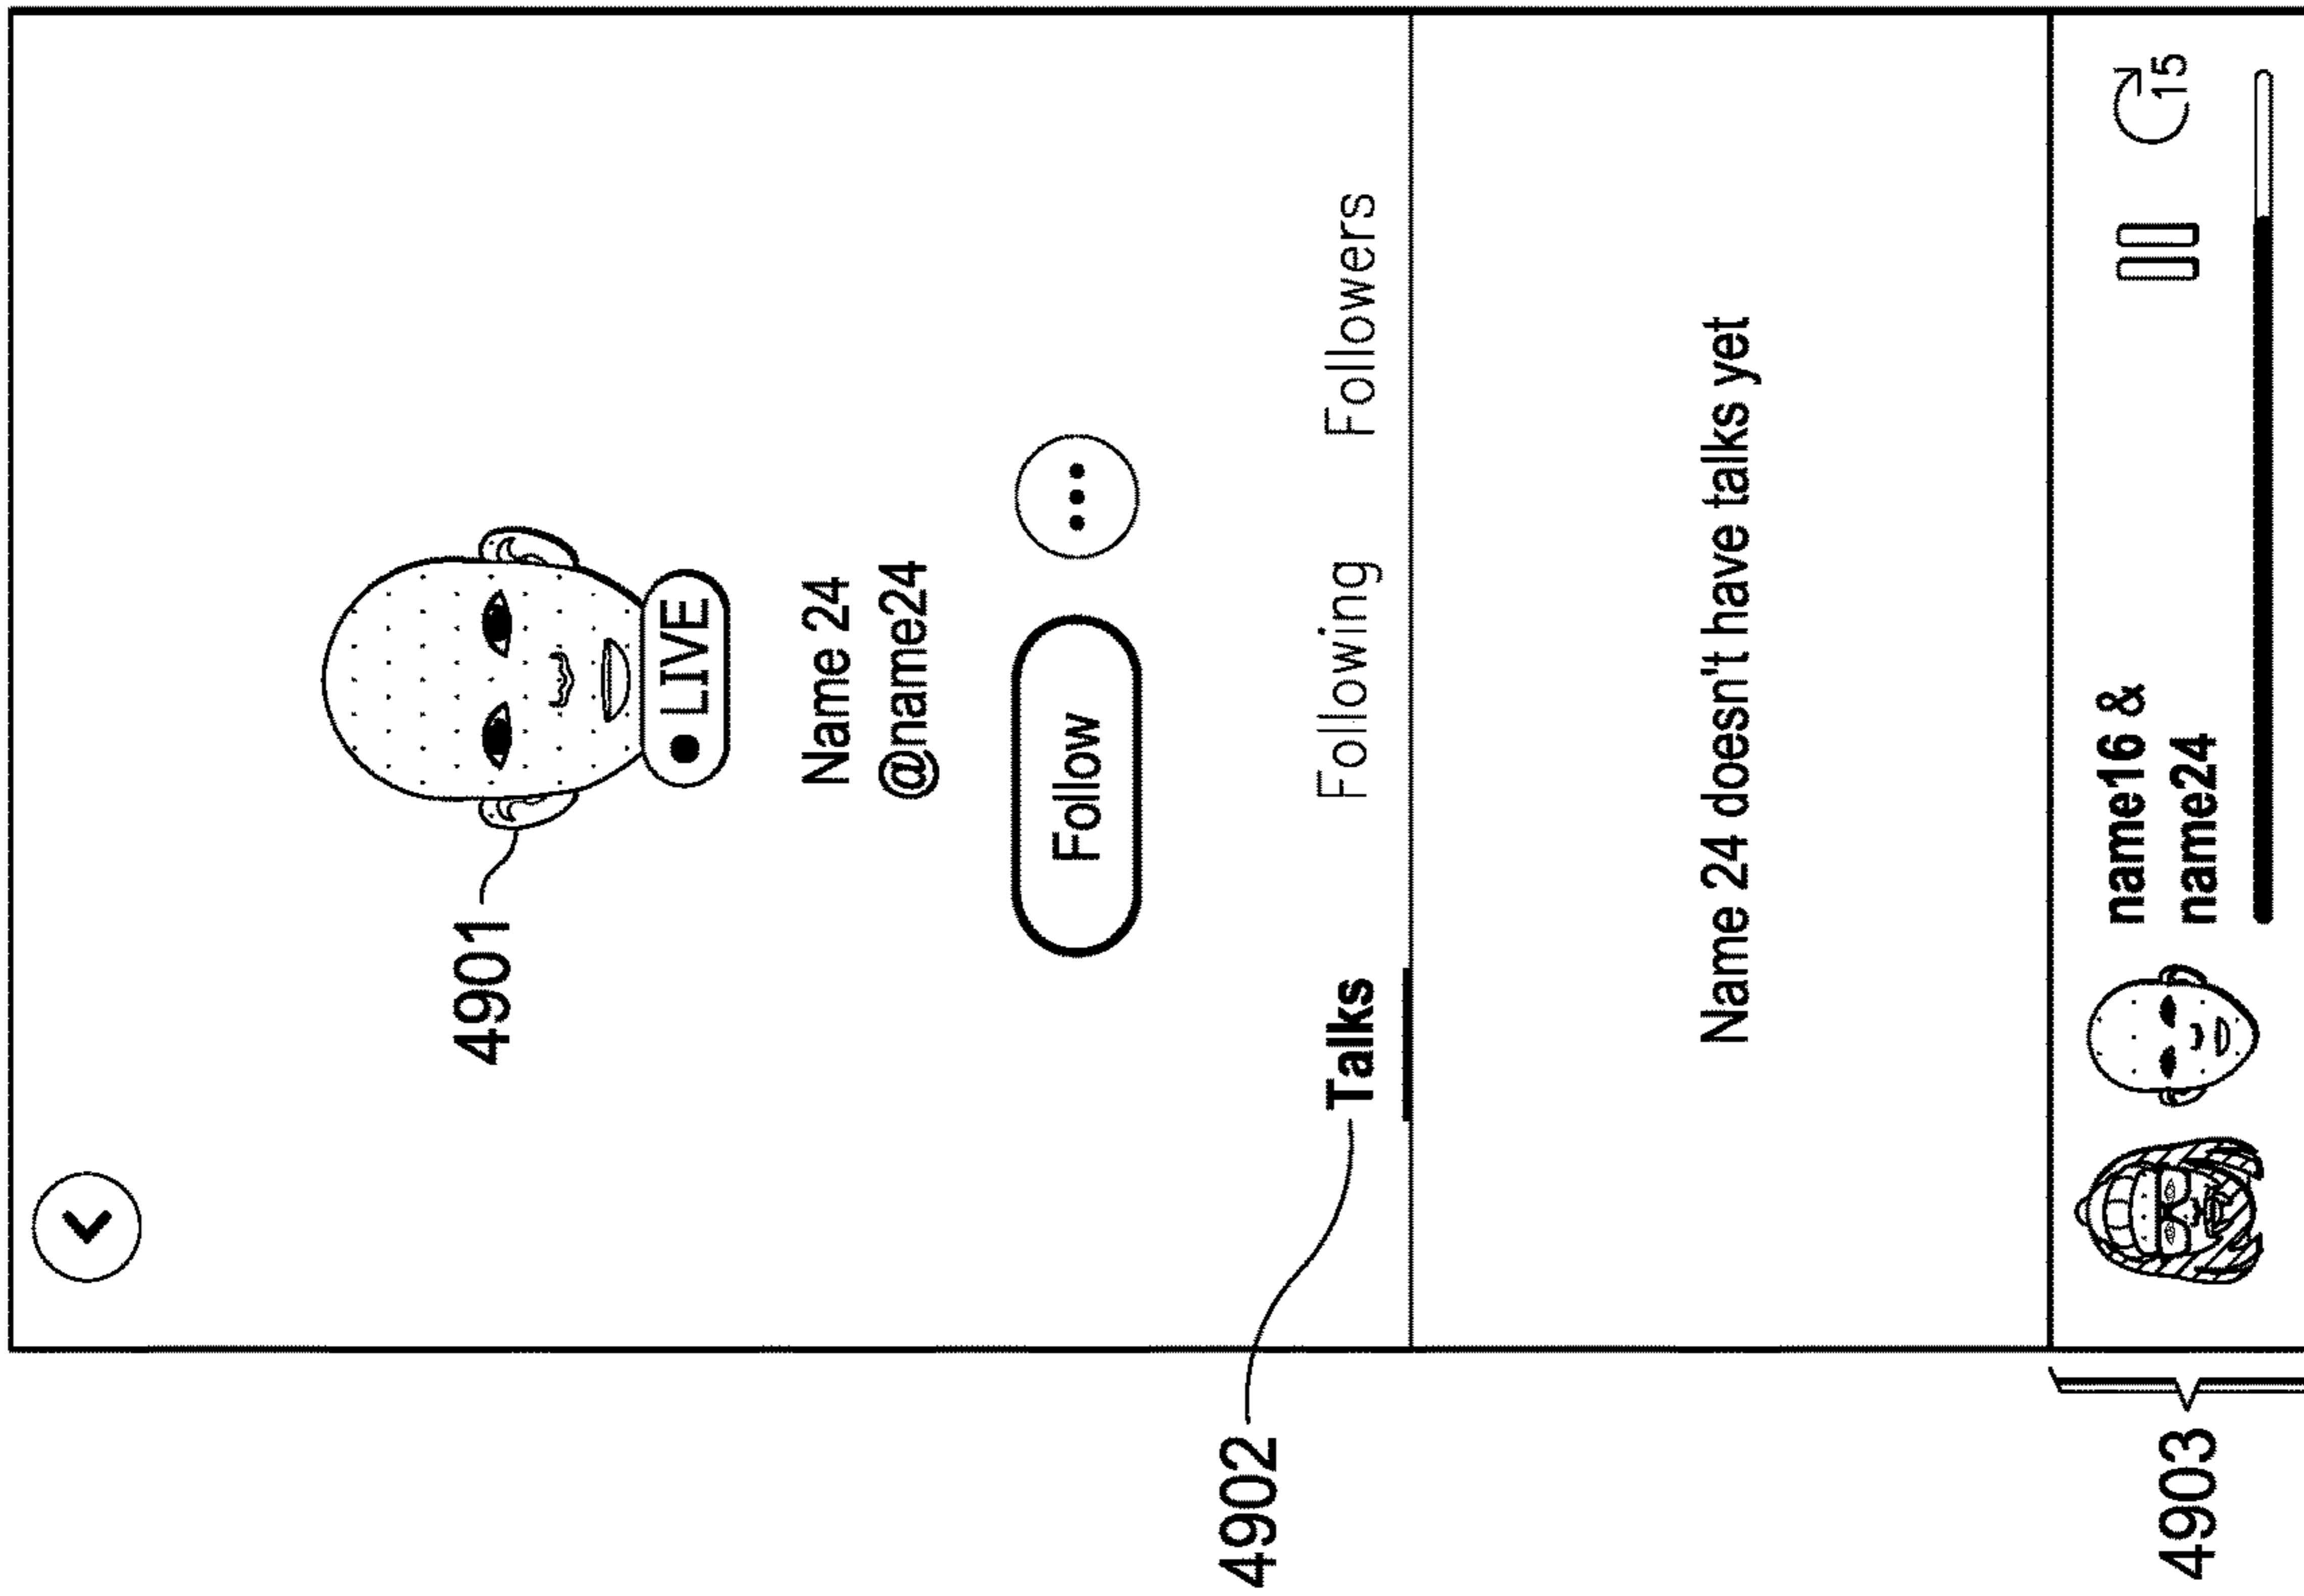 4901
LIVE
Name 24
@name24
Follow
4902
Talks Following Followers
Name 24 doesn't have talks yet
4903
name16 &
name24
15